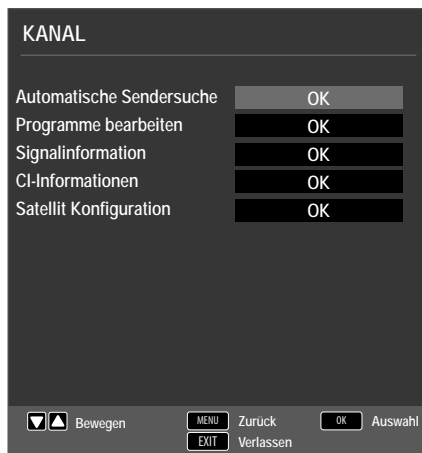 KANAL
Automatische Sendersuche OK
Programme bearbeiten OK
Signalinformation OK
CI-Informationen OK
Satellit Konfiguration OK
Bewegen MENU Zurück OK Auswahl
EXIT Verlassen